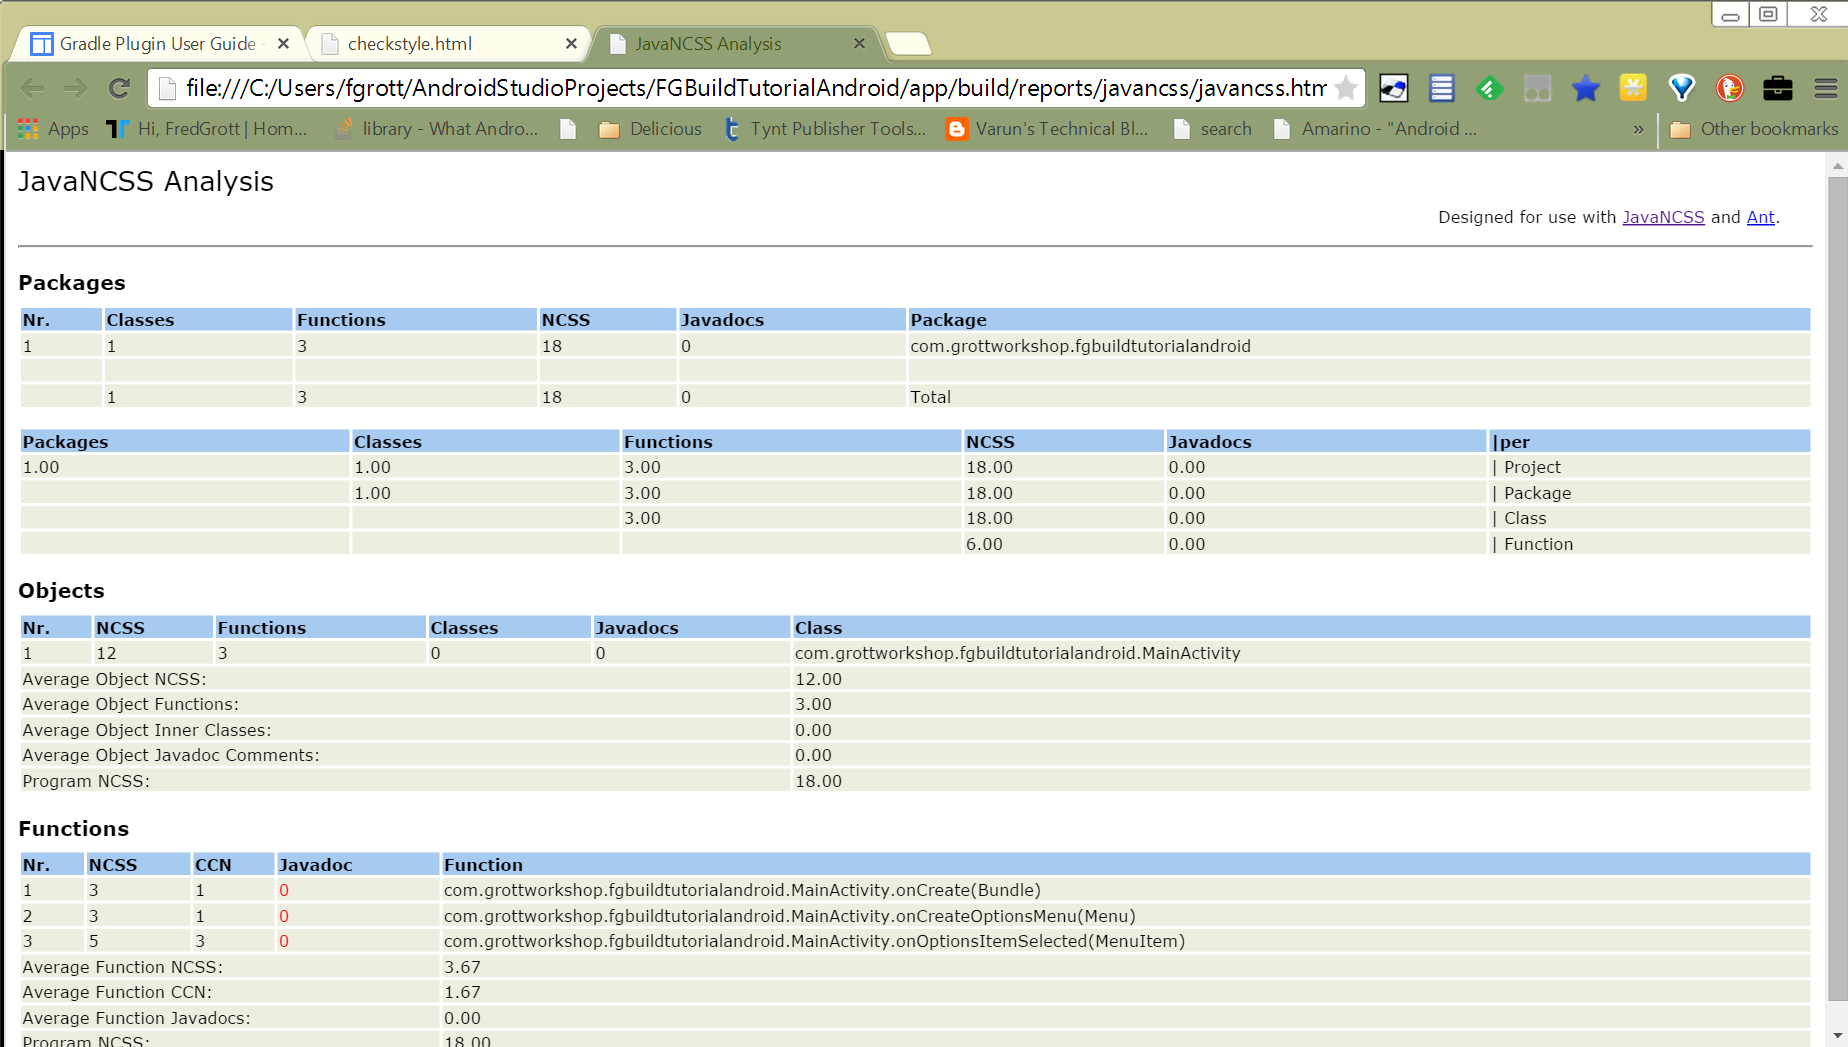 Gradle Plugin User Guide
checkstyle.html
JavaNCSS Analysis
file:///C:/Users/fgrott/AndroidStudioProjects/FGBuildTutorialAndroid/app/build/reports/javancss/javancss.htm
Apps Hi, FredGrott | Hom... library - What Andro... Delicious Tynt Publisher Tools... Varun's Technical Bl... search Amarino - "Android ... » Other bookmarks
JavaNCSS Analysis
Designed for use with JavaNCSS and Ant.
Packages
Nr. Classes Functions NCSS Javadocs Package
1 1 3 18 0 com.grottworkshop.fgbuildtutorialandroid
1 3 18 0 Total
Packages Classes Functions NCSS Javadocs |per
1.00 1.00 3.00 18.00 0.00 | Project
1.00 3.00 18.00 0.00 | Package
3.00 18.00 0.00 | Class
6.00 0.00 | Function
Objects
Nr. NCSS Functions Classes Javadocs Class
1 12 3 0 0 com.grottworkshop.fgbuildtutorialandroid.MainActivity
Average Object NCSS: 12.00
Average Object Functions: 3.00
Average Object Inner Classes: 0.00
Average Object Javadoc Comments: 0.00
Program NCSS: 18.00
Functions
Nr. NCSS CCN Javadoc Function
1 3 1 0 com.grottworkshop.fgbuildtutorialandroid.MainActivity.onCreate(Bundle)
2 3 1 0 com.grottworkshop.fgbuildtutorialandroid.MainActivity.onCreateOptionsMenu(Menu)
3 5 3 0 com.grottworkshop.fgbuildtutorialandroid.MainActivity.onOptionsItemSelected(MenuItem)
Average Function NCSS: 3.67
Average Function CCN: 1.67
Average Function Javadocs: 0.00
Program NCSS: 18.00